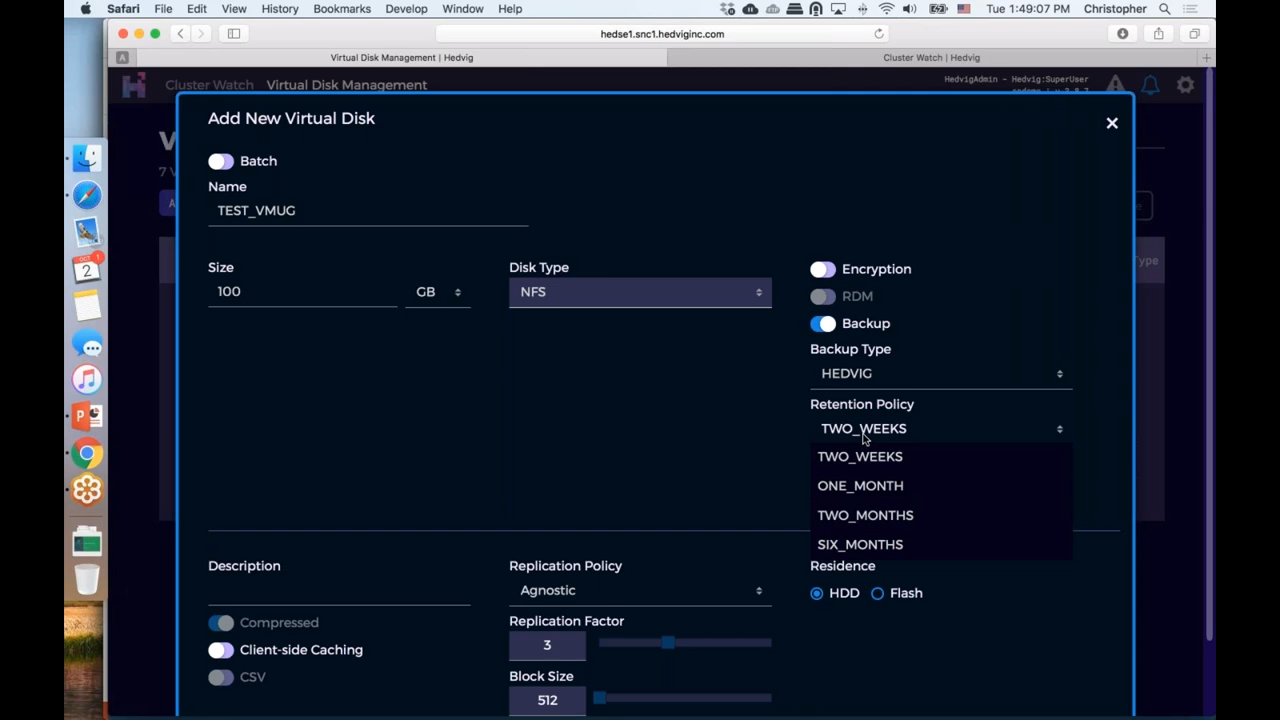 Safari File Edit View History Bookmarks Develop Window Help Tue 1:49:07 PM Christopher
hedse1.snc1.hedviginc.com
Virtual Disk Management | Hedvig Cluster Watch | Hedvig
Cluster Watch Virtual Disk Management HedvigAdmin - Hedvig:SuperUser
Add New Virtual Disk
Batch
Name
TEST_VMUG
Size Disk Type Encryption
100 GB NFS
RDM
Backup
Backup Type
HEDVIG
Retention Policy
TWO_WEEKS
TWO_WEEKS
ONE_MONTH
TWO_MONTHS
SIX_MONTHS
Description Replication Policy Residence
Agnostic HDD Flash
Compressed Replication Factor
3
Client-side Caching
CSV Block Size
512
OCT
2